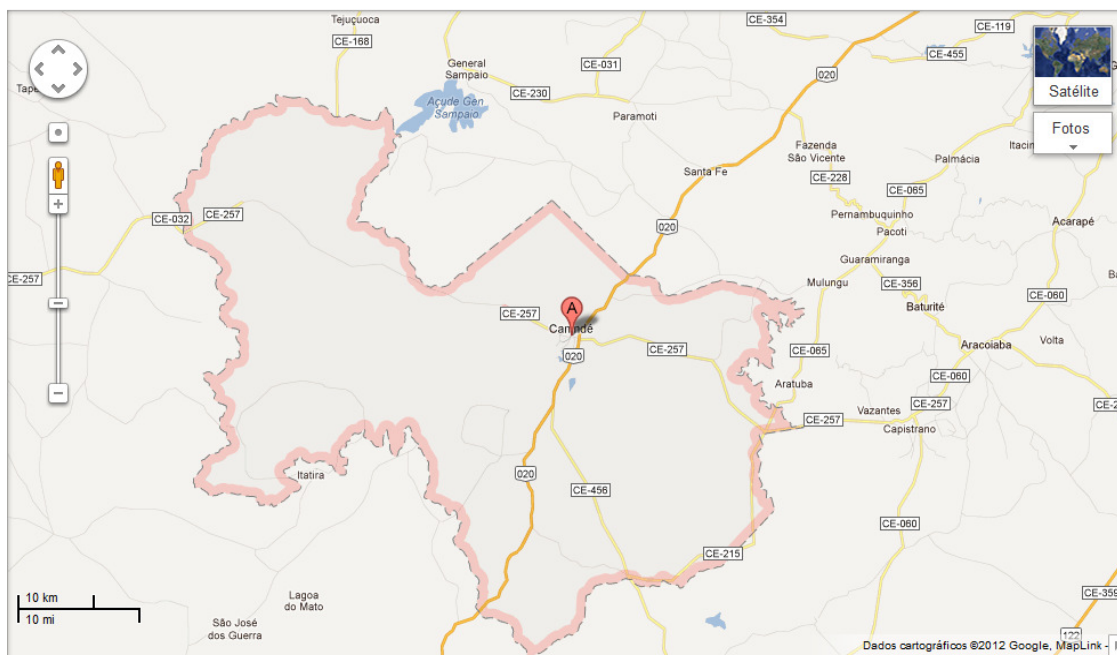 Tejuçuoca
CE-354
CE-119
CE-168
CE-455
General
Sampaio
CE-031
020
Satélite
CE-230
Açude Gen
Sampaio
Paramoti
Fotos
Fazenda
São Vicente
Palmácia
Santa Fe
CE-228
CE-065
CE-032
CE-257
Pernambuquinho
Pacoti
Acarapé
020
Guaramiranga
CE-257
Mulungu
CE-356
CE-060
Baturité
A
CE-257
Canindé
Aracoiaba
Volta
020
CE-257
CE-065
CE-060
Aratuba
Vazantes
CE-257
CE-257
Capistrano
Itatira
020
CE-456
CE-060
CE-215
10 km
10 mi
Lagoa
do Mato
CE-359
São José
dos Guerra
122
Dados cartográficos ©2012 Google, MapLink -